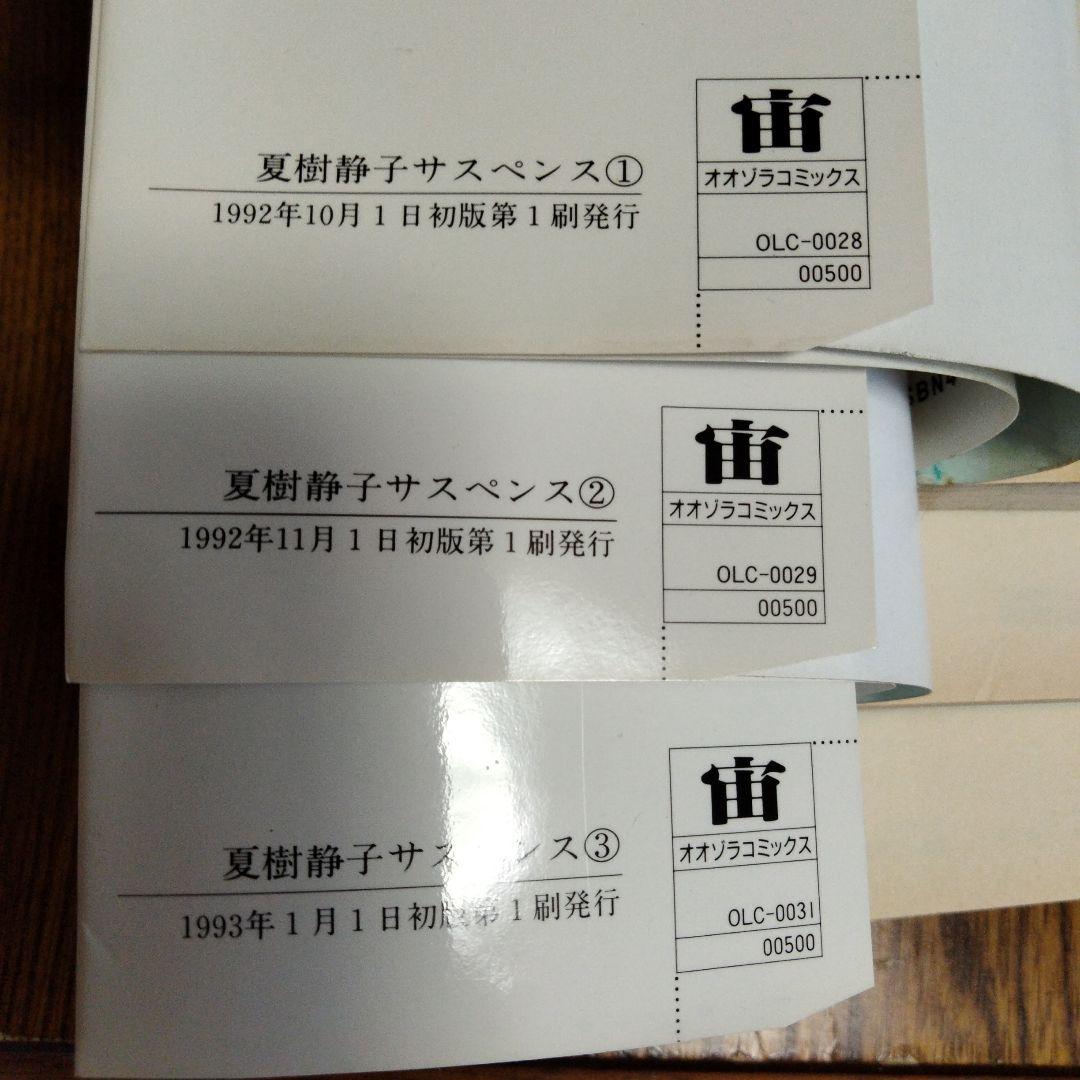 夏樹静子サスペンス①
1992年10月1日初版第1刷発行
宙
オオゾラコミックス
OLC-0028
00500
SBN4
夏樹静子サスペンス②
1992年11月1日初版第1刷発行
宙
オオゾラコミックス
OLC-0029
00500
夏樹静子サスペンス③
1993年1月1日初版第1刷発行
宙
オオゾラコミックス
OLC-0031
00500